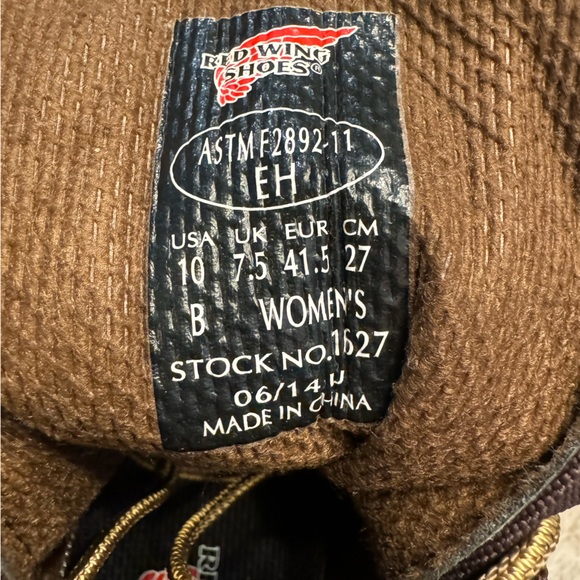 RED WING
SHOES®
ASTM F2892-11
EH
USA UK EUR CM
10 7.5 41.5 27
B WOMEN'S
STOCK NO. 1627
06/14
MADE IN CHINA
RE